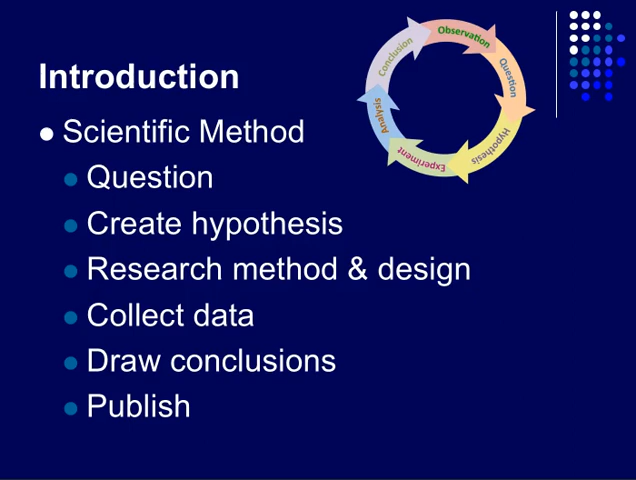 Introduction
Scientific Method
Question
Create hypothesis
Research method & design
Collect data
Draw conclusions
Publish
Observation
Question
Hypothesis
Experiment
Analysis
Conclusion